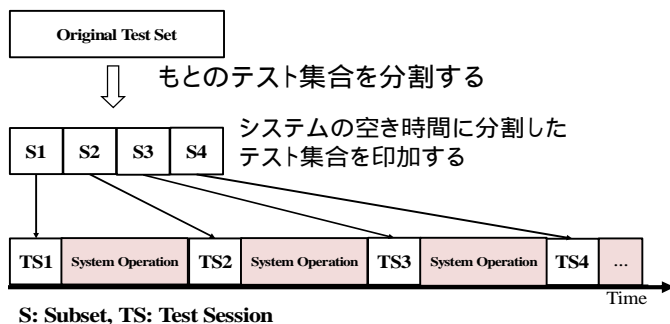 Original Test Set
もとのテスト集合を分割する
システムの空き時間に分割した
テスト集合を印加する
S1 S2 S3 S4
TS1 System Operation TS2 System Operation TS3 System Operation TS4 ...
Time
S: Subset, TS: Test Session